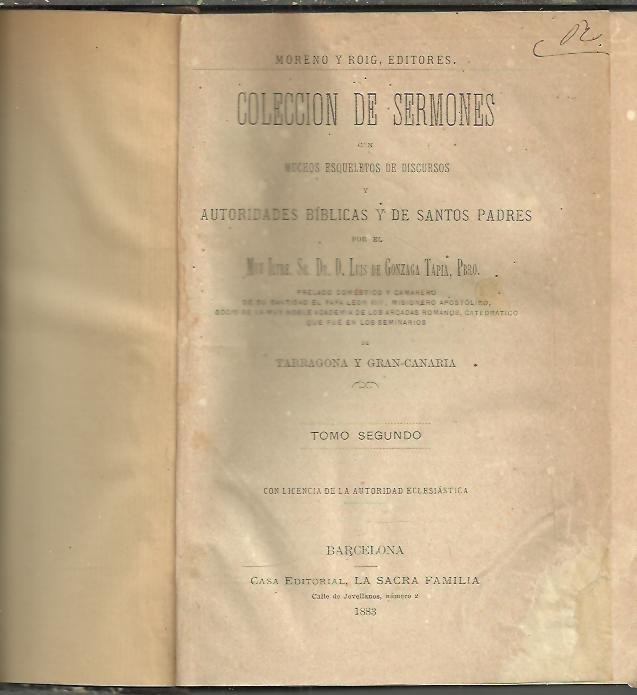 MORENO Y ROIG, EDITORES.
COLECCION DE SERMONES
CON
MUCHOS ESQUELETOS DE DISCURSOS
Y
AUTORIDADES BÍBLICAS Y DE SANTOS PADRES
POR EL
MUY ILTRE. SR. DR. D. LUIS DE GONZAGA TAPIA, PBRO.
PRELADO DOMÉSTICO Y CAMARERO
DE SU SANTIDAD EL PAPA LEON XIII, MISIONERO APOSTÓLICO,
SOCIO DE LA MUY NOBLE ACADEMIA DE LOS ARCADAS ROMANOS, CATEDRÁTICO
QUE FUÉ EN LOS SEMINARIOS
DE
TARRAGONA Y GRAN-CANARIA
TOMO SEGUNDO
CON LICENCIA DE LA AUTORIDAD ECLESIÁSTICA
BARCELONA
CASA EDITORIAL, LA SACRA FAMILIA
Calle de Jovellanos, número 2
1883